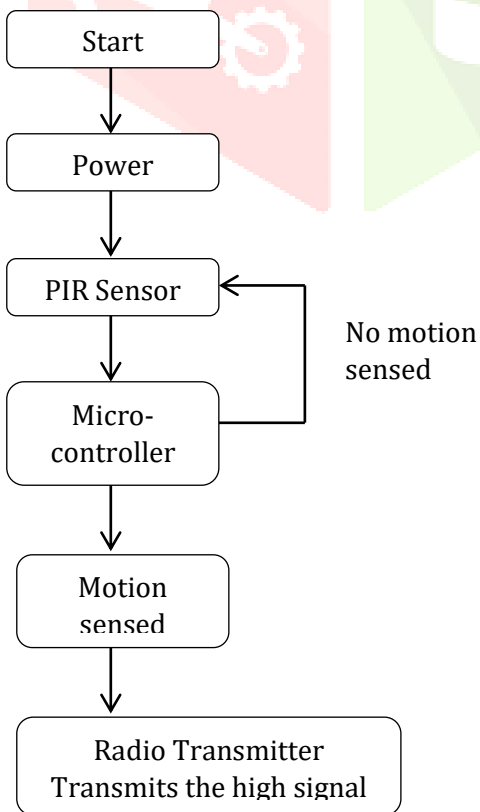 Start
Power
PIR Sensor
No motion
sensed
Micro-
controller
Motion
sensed
Radio Transmitter
Transmits the high signal